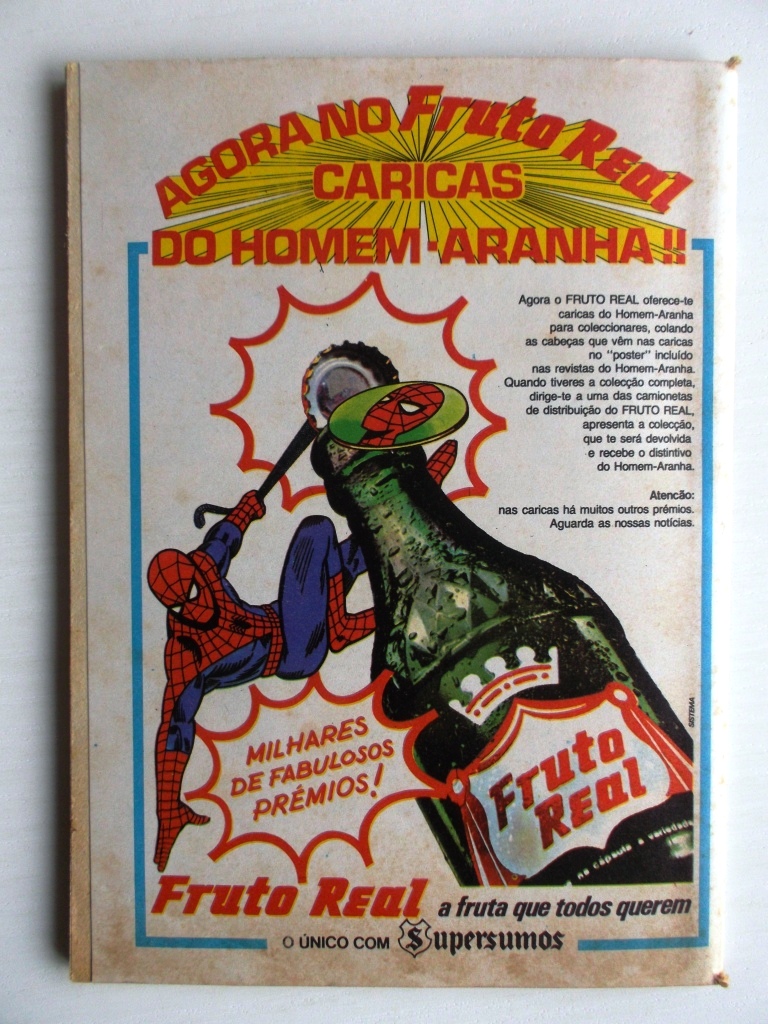 AGORA NO Fruto Real
CARICAS
DO HOMEM-ARANHA!!
Agora o FRUTO REAL oferece-te
caricas do Homem-Aranha
para coleccionares, colando
as cabeças que vêm nas caricas
no "poster" incluído
nas revistas do Homem-Aranha.
Quando tiveres a colecção completa,
dirige-te a uma das camionetas
de distribuição do FRUTO REAL,
apresenta a colecção,
que te será devolvida
e recebe o distintivo
do Homem-Aranha.
Atencão:
nas caricas há muitos outros prémios.
Aguarda as nossas notícias.
SISTEMA
MILHARES
DE FABULOSOS
PRÉMIOS!
Fruto
Real
na cápsula a variedade
Fruto Real a fruta que todos querem
O ÚNICO COM Supersumos